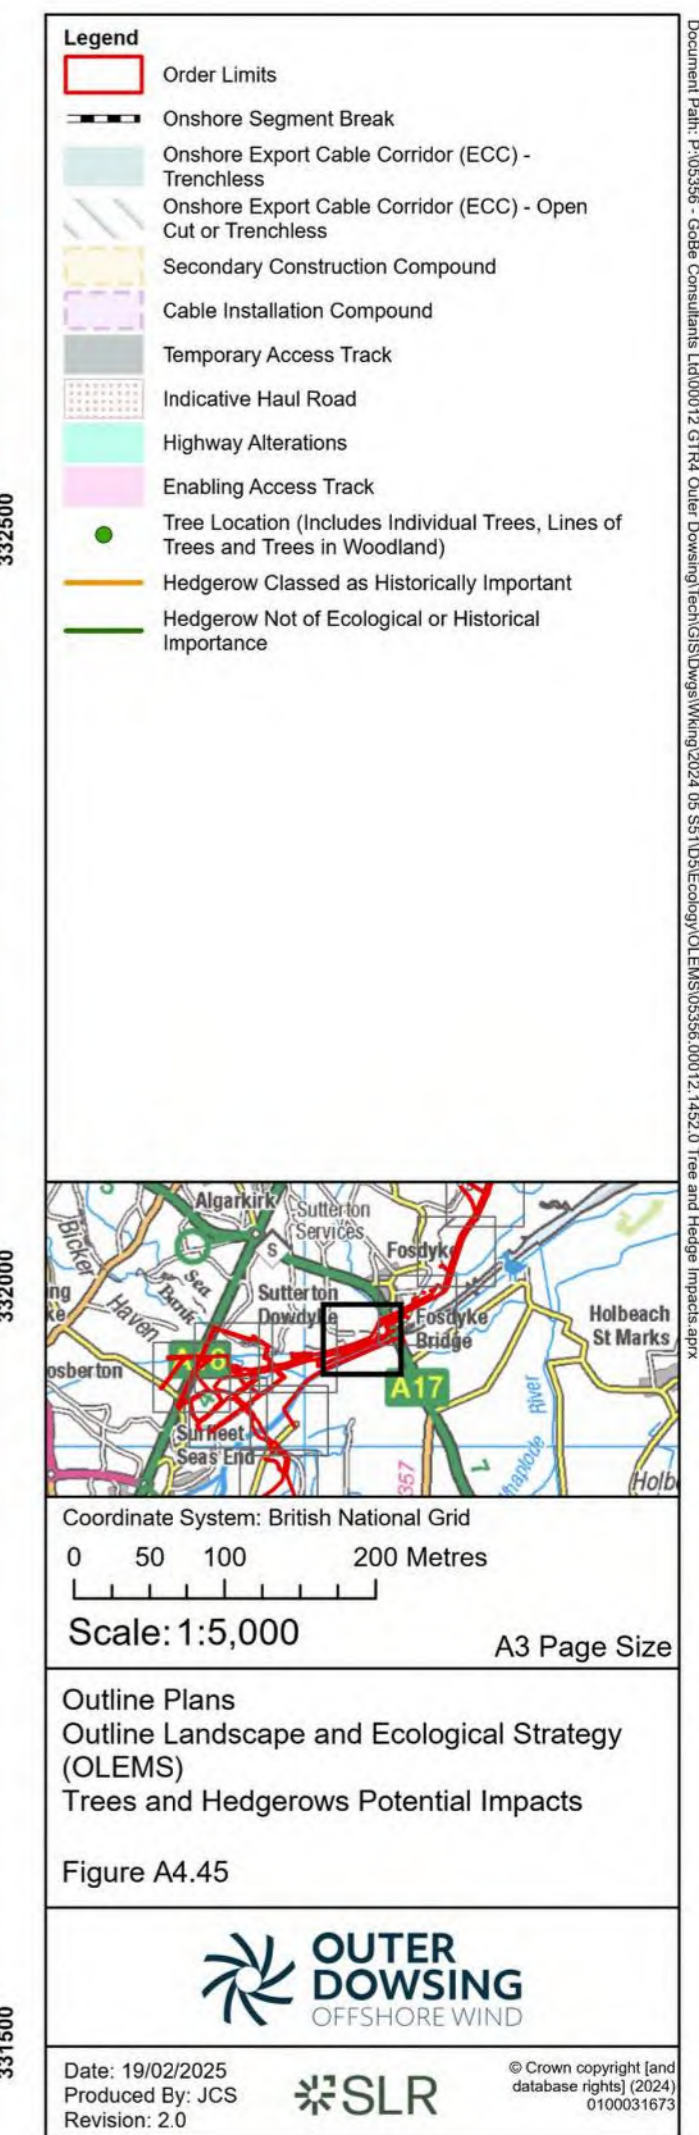 Legend
Order Limits
Onshore Segment Break
Onshore Export Cable Corridor (ECC) -
Trenchless
Onshore Export Cable Corridor (ECC) - Open
Cut or Trenchless
Secondary Construction Compound
Cable Installation Compound
Temporary Access Track
Indicative Haul Road
Highway Alterations
Enabling Access Track
Tree Location (Includes Individual Trees, Lines of
Trees and Trees in Woodland)
Hedgerow Classed as Historically Important
Hedgerow Not of Ecological or Historical
Importance
332500
332000
331500
Algarkirk
Sutterton
Services
S
Bicker
Haven
Sea
Bank
Fosdyke
Sutterton
Dowdyke
Fosdyke
Bridge
Holbeach
St Marks
osberton
A17
Surfleet
Seas End
357
Whaplode River
Holb
Coordinate System: British National Grid
0 50 100 200 Metres
Scale: 1:5,000
A3 Page Size
Outline Plans
Outline Landscape and Ecological Strategy
(OLEMS)
Trees and Hedgerows Potential Impacts
Figure A4.45
OUTER
DOWSING
OFFSHORE WIND
Date: 19/02/2025
Produced By: JCS
Revision: 2.0
SLR
© Crown copyright [and
database rights] (2024)
0100031673
Document Path: P:\05356 - GoBe Consultants Ltd\00012 GTR4 Outer Dowsing\Tech\GIS\Dwgs\Wking\2024 05 S51\D5\Ecology\OLEMS\05356.00012.1452.0 Tree and Hedge Impacts.aprx